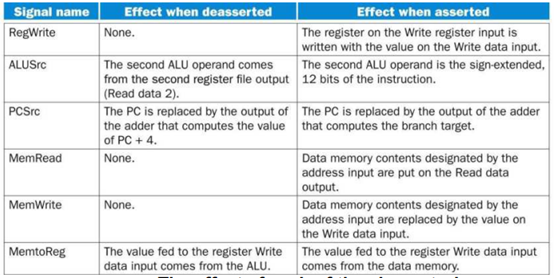 Signal name Effect when deasserted Effect when asserted
RegWrite None. The register on the Write register input is
written with the value on the Write data input.
ALUSrc The second ALU operand comes The second ALU operand is the sign-extended,
from the second register file output 12 bits of the instruction.
(Read data 2).
PCSrc The PC is replaced by the output of The PC is replaced by the output of the adder
the adder that computes the value that computes the branch target.
of PC + 4.
MemRead None. Data memory contents designated by the
address input are put on the Read data
output.
MemWrite None. Data memory contents designated by the
address input are replaced by the value on
the Write data input.
MemtoReg The value fed to the register Write The value fed to the register Write data input
data input comes from the ALU. comes from the data memory.